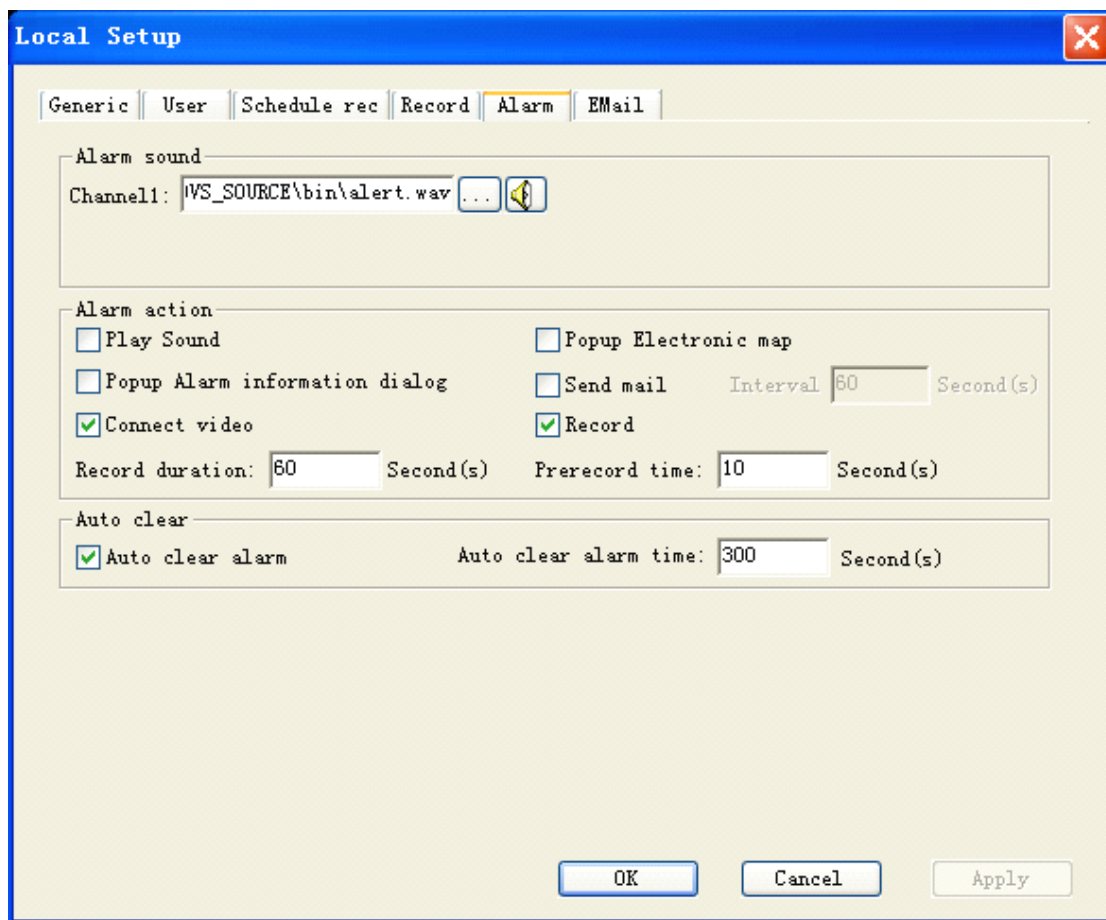 Local Setup
Generic User Schedule rec Record Alarm EMail
Alarm sound
Channel1: VS_SOURCE\bin\alert.wav ...
Alarm action
Play Sound Popup Electronic map
Popup Alarm information dialog Send mail Interval 60 Second(s)
Connect video Record
Record duration: 60 Second(s) Prerecord time: 10 Second(s)
Auto clear
Auto clear alarm Auto clear alarm time: 300 Second(s)
OK Cancel Apply